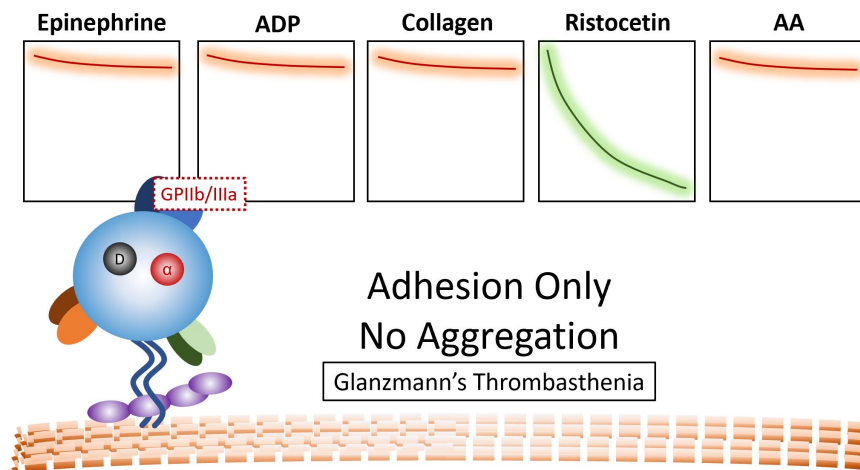 Epinephrine ADP Collagen Ristocetin AA
GPIIb/IIIa
D α
Adhesion Only
No Aggregation
Glanzmann's Thrombasthenia